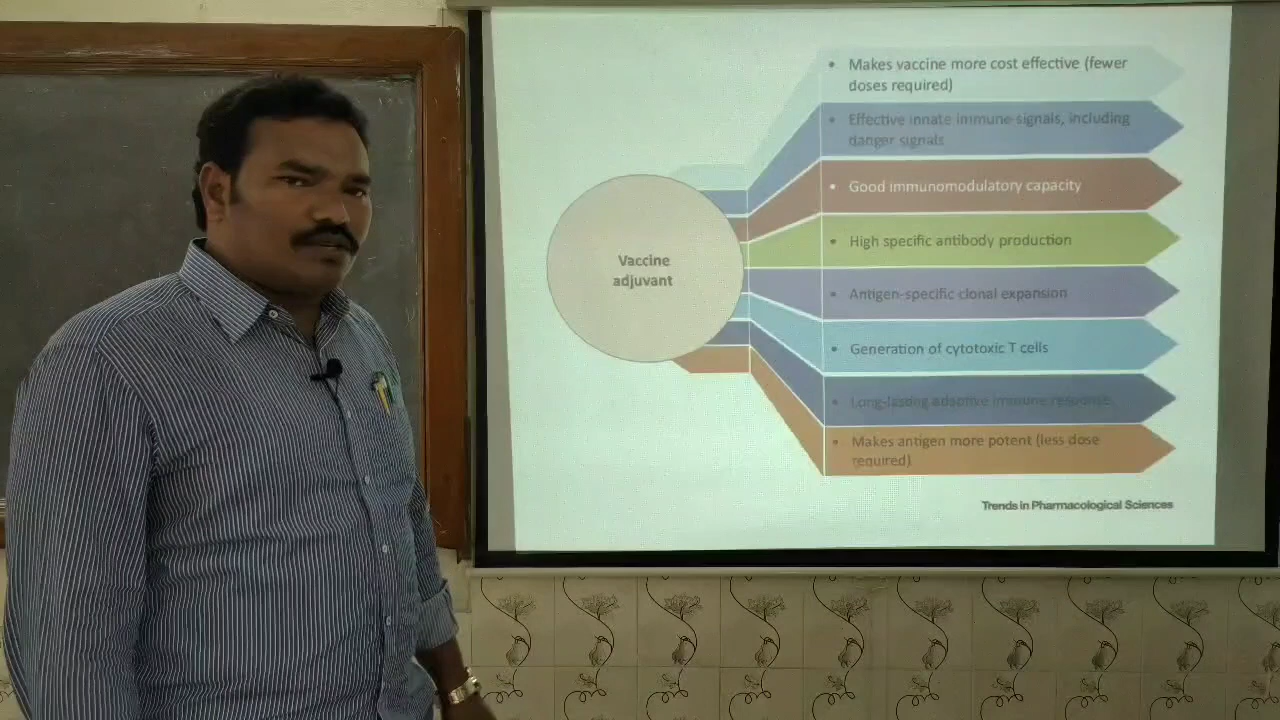 • Makes vaccine more cost effective (fewer
doses required)
• Effective innate immune signals, including
danger signals
• Good immunomodulatory capacity
• High specific antibody production
Vaccine
adjuvant
• Antigen-specific clonal expansion
• Generation of cytotoxic T cells
• Long-lasting adaptive immune response
• Makes antigen more potent (less dose
required)
Trends in Pharmacological Sciences